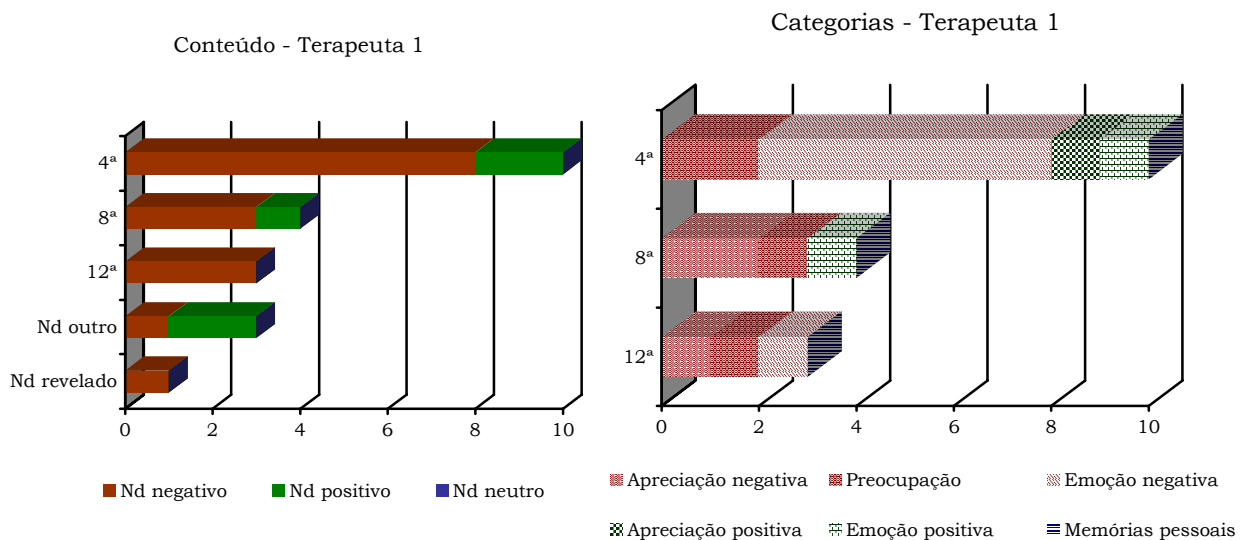 Conteúdo - Terapeuta 1
4ª
8ª
12ª
Nd outro
Nd revelado
0 2 4 6 8 10
Nd negativo Nd positivo Nd neutro
Categorias - Terapeuta 1
4ª
8ª
12ª
0 2 4 6 8 10
Apreciação negativa Preocupação Emoção negativa
Apreciação positiva Emoção positiva Memórias pessoais